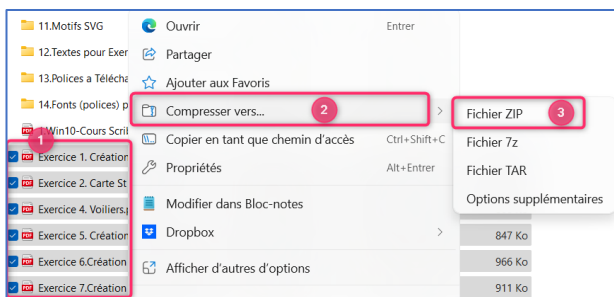 11.Motifs SVG
12.Textes pour Exer
13.Polices a Télécha
14.Fonts (polices) p
.Win10-Cours Scri
1
Exercice 1. Création
Exercice 2. Carte St
Exercice 4. Voiliers.
Exercice 5. Création
Exercice 6.Création
Exercice 7.Création
Ouvrir Entrer
Partager
Ajouter aux Favoris
Compresser vers... 2 >
Copier en tant que chemin d'accès Ctrl+Shift+C
Propriétés Alt+Entrer
Modifier dans Bloc-notes
Dropbox >
Afficher d'autres d'options
Fichier ZIP 3
Fichier 7z
Fichier TAR
Options supplémentaires
847 Ko
966 Ko
911 Ko